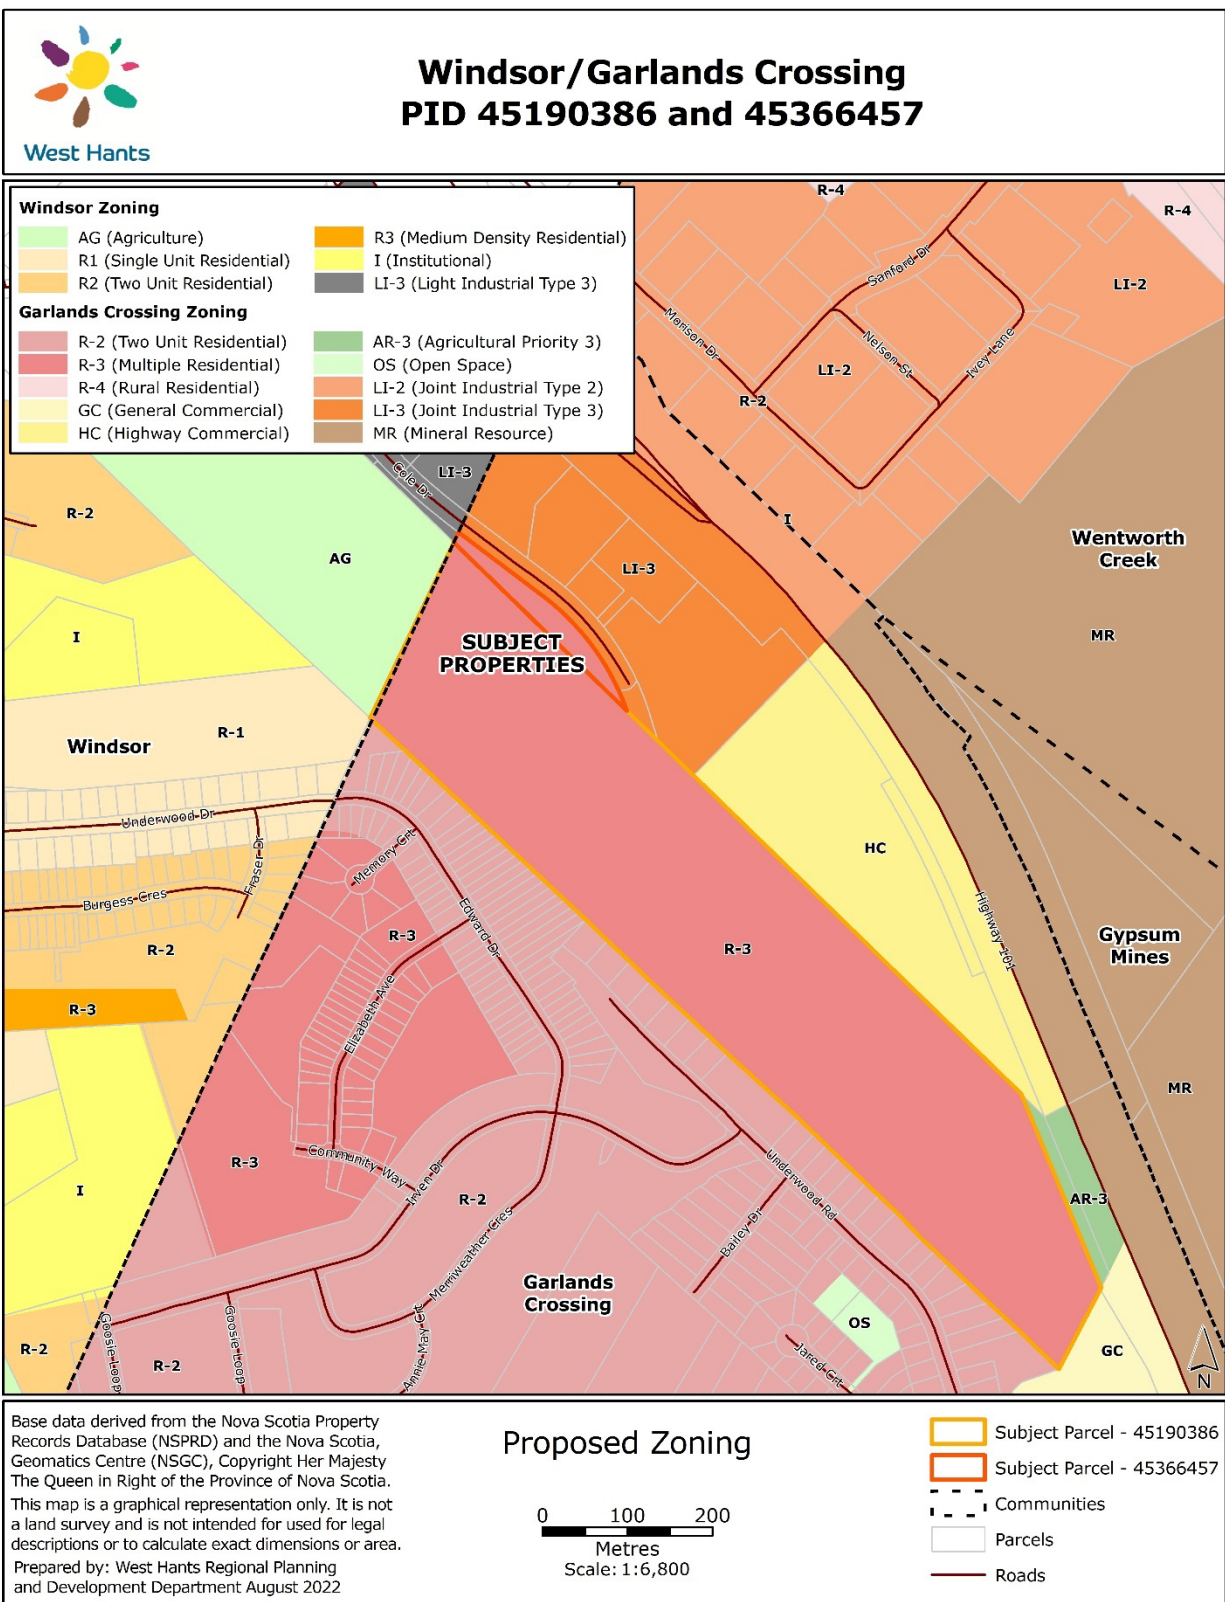 Windsor/Garlands Crossing
PID 45190386 and 45366457
West Hants
Windsor Zoning
AG (Agriculture)
R1 (Single Unit Residential)
R2 (Two Unit Residential)
R3 (Medium Density Residential)
I (Institutional)
LI-3 (Light Industrial Type 3)
Garlands Crossing Zoning
R-2 (Two Unit Residential)
R-3 (Multiple Residential)
R-4 (Rural Residential)
GC (General Commercial)
HC (Highway Commercial)
AR-3 (Agricultural Priority 3)
OS (Open Space)
LI-2 (Joint Industrial Type 2)
LI-3 (Joint Industrial Type 3)
MR (Mineral Resource)
R-4
R-4
Sanford Dr
LI-2
Morison Dr
Nelson St
Ivey Lane
LI-2
R-2
LI-3
Cole Dr
R-2
I
AG
LI-3
Wentworth
Creek
MR
I
SUBJECT
PROPERTIES
R-1
Windsor
Underwood Dr
Fraser Dr
Memory Crt
HC
Burgess Cres
Edward Dr
Highway 101
R-3
R-3
R-2
Gypsum
Mines
Elizabeth Ave
R-3
MR
Community Way
R-3
Irven Dr
R-2
Underwood Rd
AR-3
I
Bailey Dr
Merriweather Cres
Garlands
Crossing
OS
Goosie Loop
Goosie Loop
Annie May Ct
Jared Crt
R-2
R-2
GC
N
Base data derived from the Nova Scotia Property
Records Database (NSPRD) and the Nova Scotia,
Geomatics Centre (NSGC), Copyright Her Majesty
The Queen in Right of the Province of Nova Scotia.
This map is a graphical representation only. It is not
a land survey and is not intended for used for legal
descriptions or to calculate exact dimensions or area.
Prepared by: West Hants Regional Planning
and Development Department August 2022
Proposed Zoning
0 100 200
Metres
Scale: 1:6,800
Subject Parcel - 45190386
Subject Parcel - 45366457
Communities
Parcels
Roads